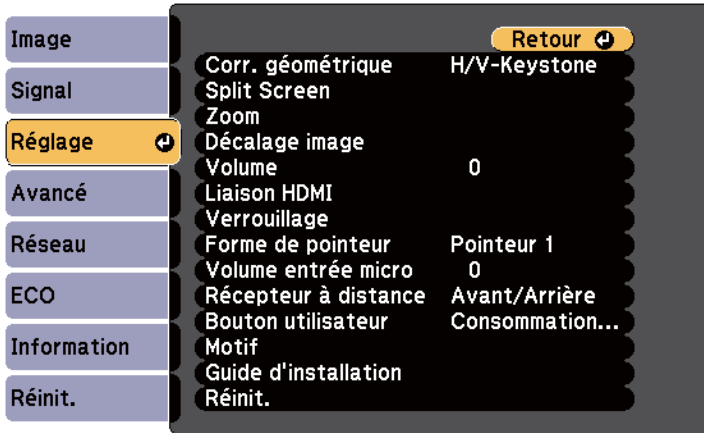 Image
Signal
Réglage
Avancé
Réseau
ECO
Information
Réinit.
Retour
Corr. géométrique H/V-Keystone
Split Screen
Zoom
Décalage image
Volume 0
Liaison HDMI
Verrouillage
Forme de pointeur Pointeur 1
Volume entrée micro 0
Récepteur à distance Avant/Arrière
Bouton utilisateur Consommation...
Motif
Guide d'installation
Réinit.